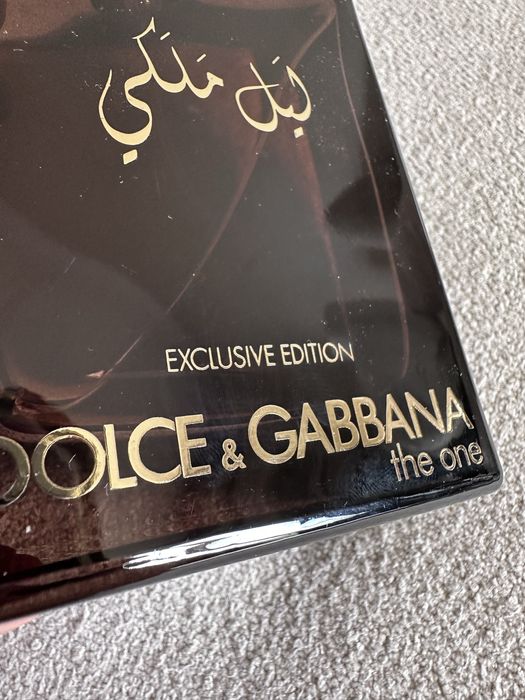 ليل ملكي
EXCLUSIVE EDITION
DOLCE & GABBANA
the one